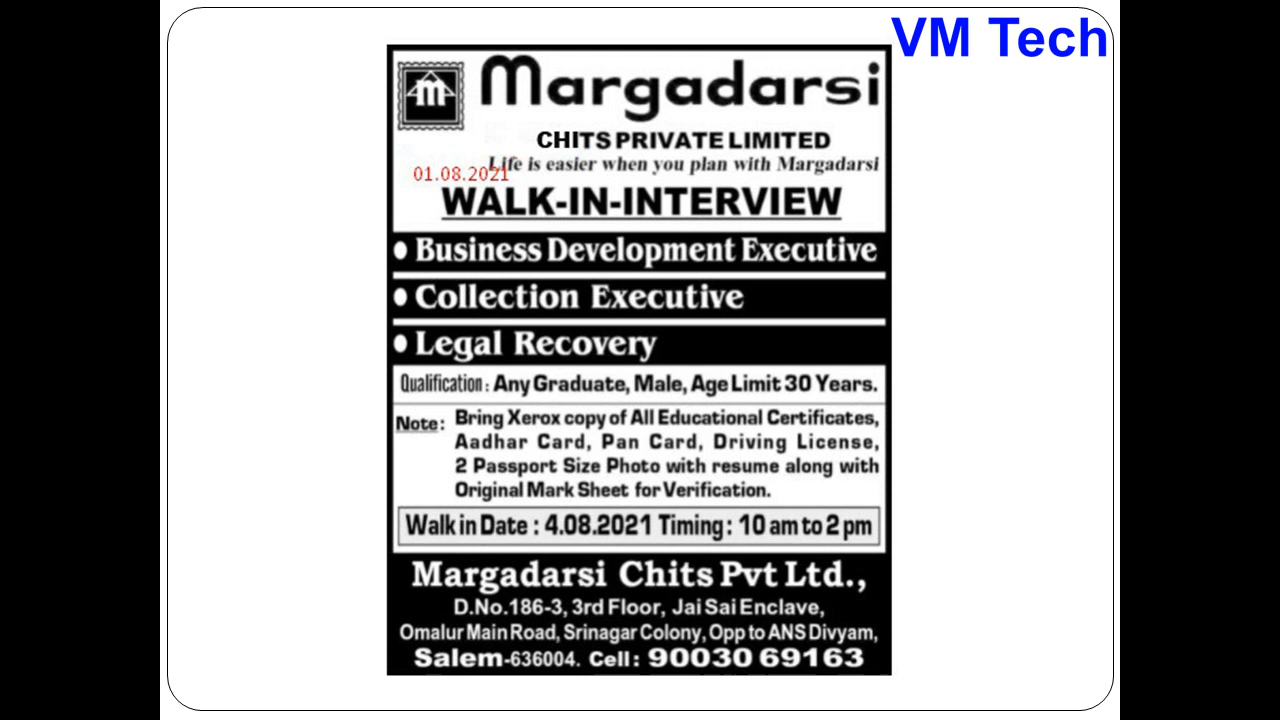 VM Tech
m
Margadarsi
CHITS PRIVATE LIMITED
Life is easier when you plan with Margadarsi
01.08.2021
WALK-IN-INTERVIEW
• Business Development Executive
• Collection Executive
• Legal Recovery
Qualification : Any Graduate, Male, Age Limit 30 Years.
Note: Bring Xerox copy of All Educational Certificates,
Aadhar Card, Pan Card, Driving License,
2 Passport Size Photo with resume along with
Original Mark Sheet for Verification.
Walk in Date : 4.08.2021 Timing : 10 am to 2 pm
Margadarsi Chits Pvt Ltd.,
D.No.186-3, 3rd Floor, Jai Sai Enclave,
Omalur Main Road, Srinagar Colony, Opp to ANS Divyam,
Salem-636004. Cell : 90030 69163